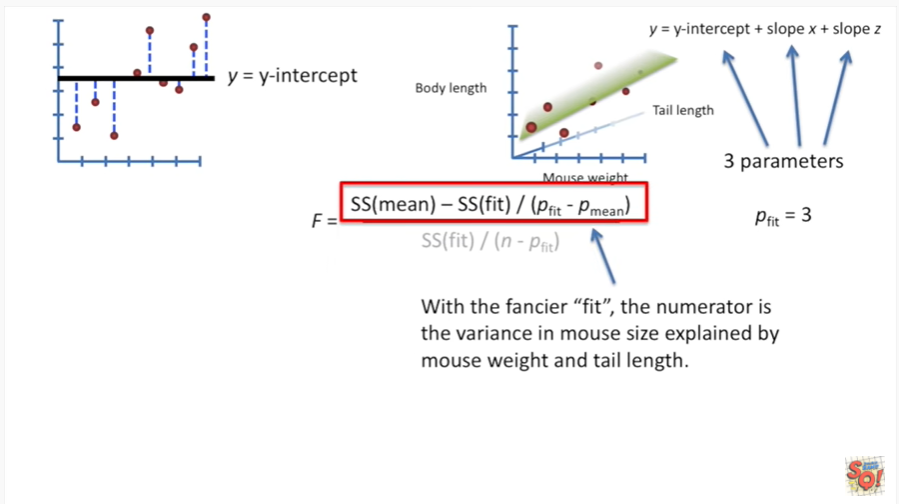 y = y-intercept
y = y-intercept + slope x + slope z
Body length
Tail length
Mouse weight
3 parameters
pfit = 3
F =
SS(mean) – SS(fit) / (pfit - pmean)
SS(fit) / (n - pfit)
With the fancier “fit”, the numerator is
the variance in mouse size explained by
mouse weight and tail length.
SQ!